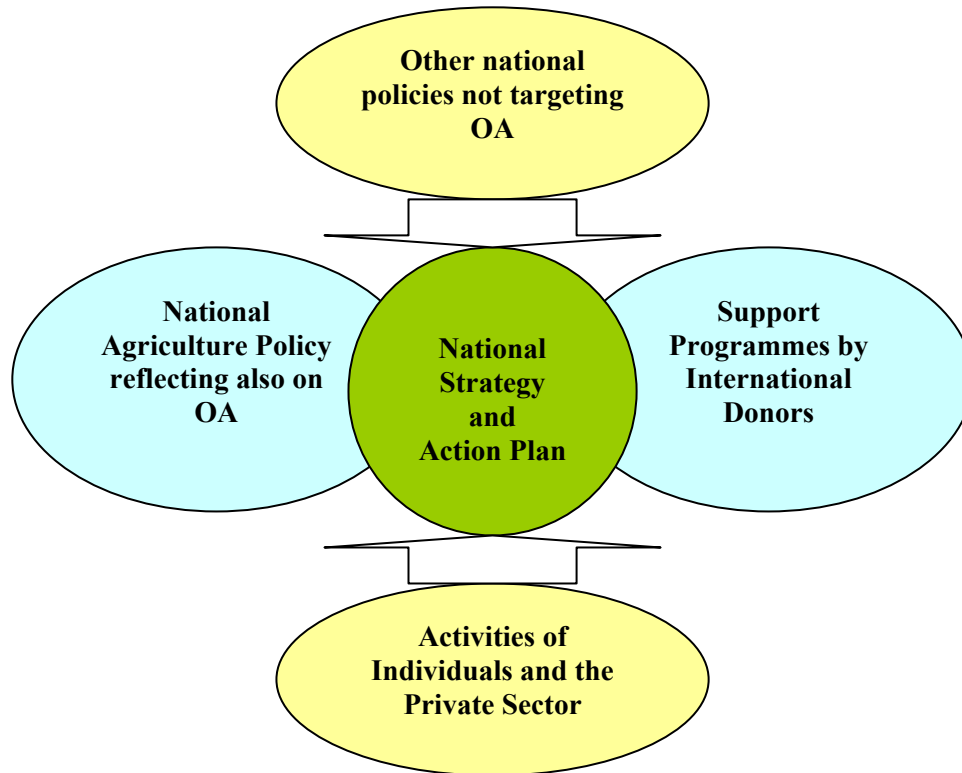 Other national
policies not targeting
OA
National
Agriculture Policy
reflecting also on
OA
National
Strategy
and
Action Plan
Support
Programmes by
International
Donors
Activities of
Individuals and the
Private Sector